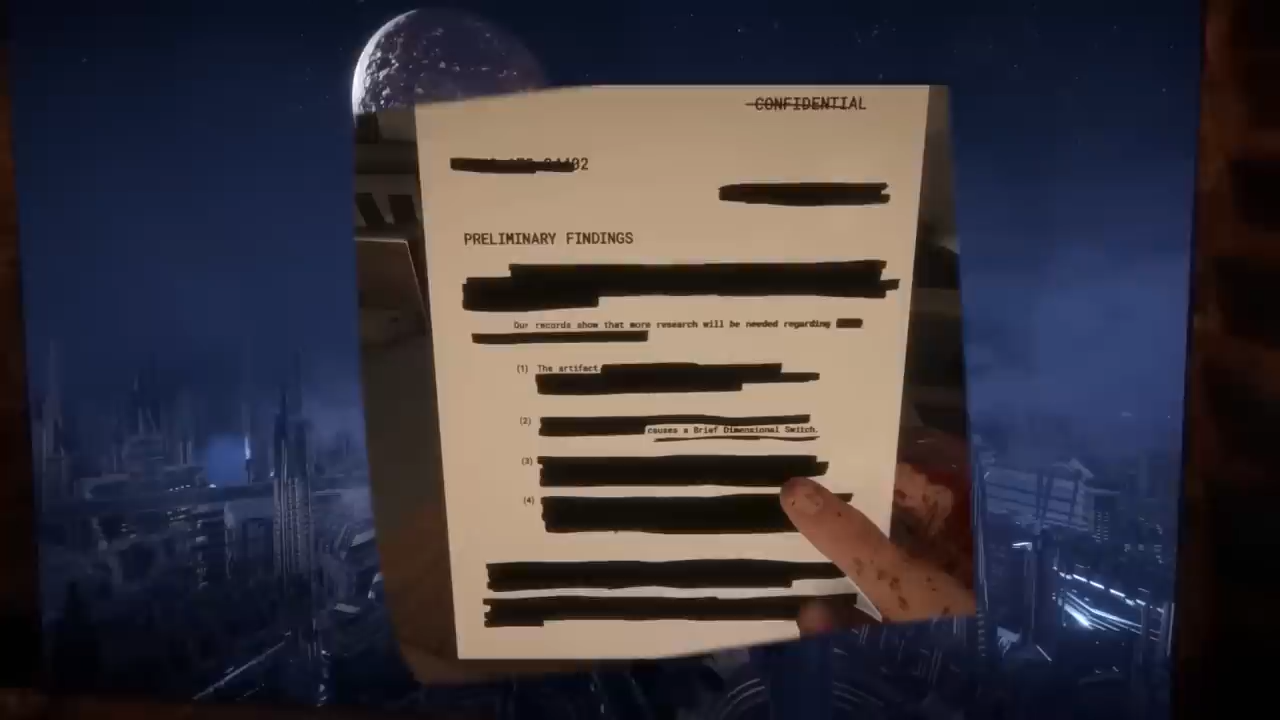 CONFIDENTIAL
02
PRELIMINARY FINDINGS
Our records show that more research will be needed regarding
(1) The artifact
(2)
causes a Brief Dimensional Switch.
(3)
(4)